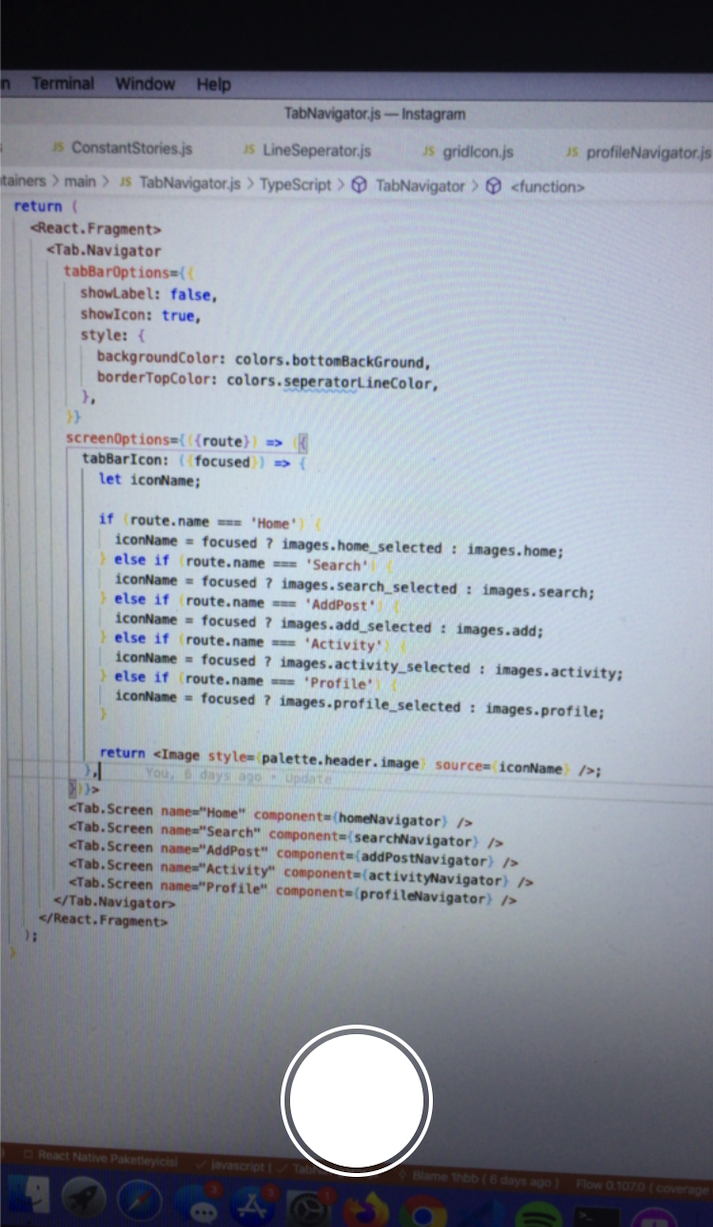 Terminal Window Help
TabNavigator.js — Instagram
JS ConstantStories.js JS LineSeperator.js JS gridIcon.js JS profileNavigator.js
tainers > main > JS TabNavigator.js > TypeScript > TabNavigator > <function>
return (
<React.Fragment>
<Tab.Navigator
tabBarOptions={{
showLabel: false,
showIcon: true,
style: {
backgroundColor: colors.bottomBackGround,
borderTopColor: colors.seperatorLineColor,
},
}}
screenOptions={({route}) => ({
tabBarIcon: ({focused}) => {
let iconName;
if (route.name === 'Home') {
iconName = focused ? images.home_selected : images.home;
} else if (route.name === 'Search') {
iconName = focused ? images.search_selected : images.search;
} else if (route.name === 'AddPost') {
iconName = focused ? images.add_selected : images.add;
} else if (route.name === 'Activity') {
iconName = focused ? images.activity_selected : images.activity;
} else if (route.name === 'Profile') {
iconName = focused ? images.profile_selected : images.profile;
}
return <Image style={palette.header.image} source={iconName} />;
}, You, 6 days ago • Update
})}>
<Tab.Screen name="Home" component={homeNavigator} />
<Tab.Screen name="Search" component={searchNavigator} />
<Tab.Screen name="AddPost" component={addPostNavigator} />
<Tab.Screen name="Activity" component={activityNavigator} />
<Tab.Screen name="Profile" component={profileNavigator} />
</Tab.Navigator>
</React.Fragment>
);
}
React Native Paketleyicisi ✓ javascript | ✓ Blame 1hbb ( 6 days ago ) Flow 0.107.0 ( coverage
3 3 1